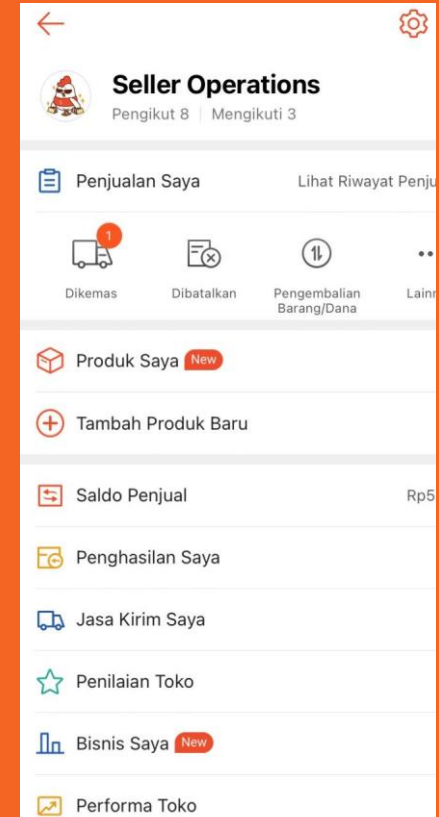 Seller Operations
Pengikut 8 | Mengikuti 3
Penjualan Saya Lihat Riwayat Penju
1
Dikemas Dibatalkan Pengembalian Barang/Dana Lainn
Produk Saya New
Tambah Produk Baru
Saldo Penjual Rp5
Penghasilan Saya
Jasa Kirim Saya
Penilaian Toko
Bisnis Saya New
Performa Toko